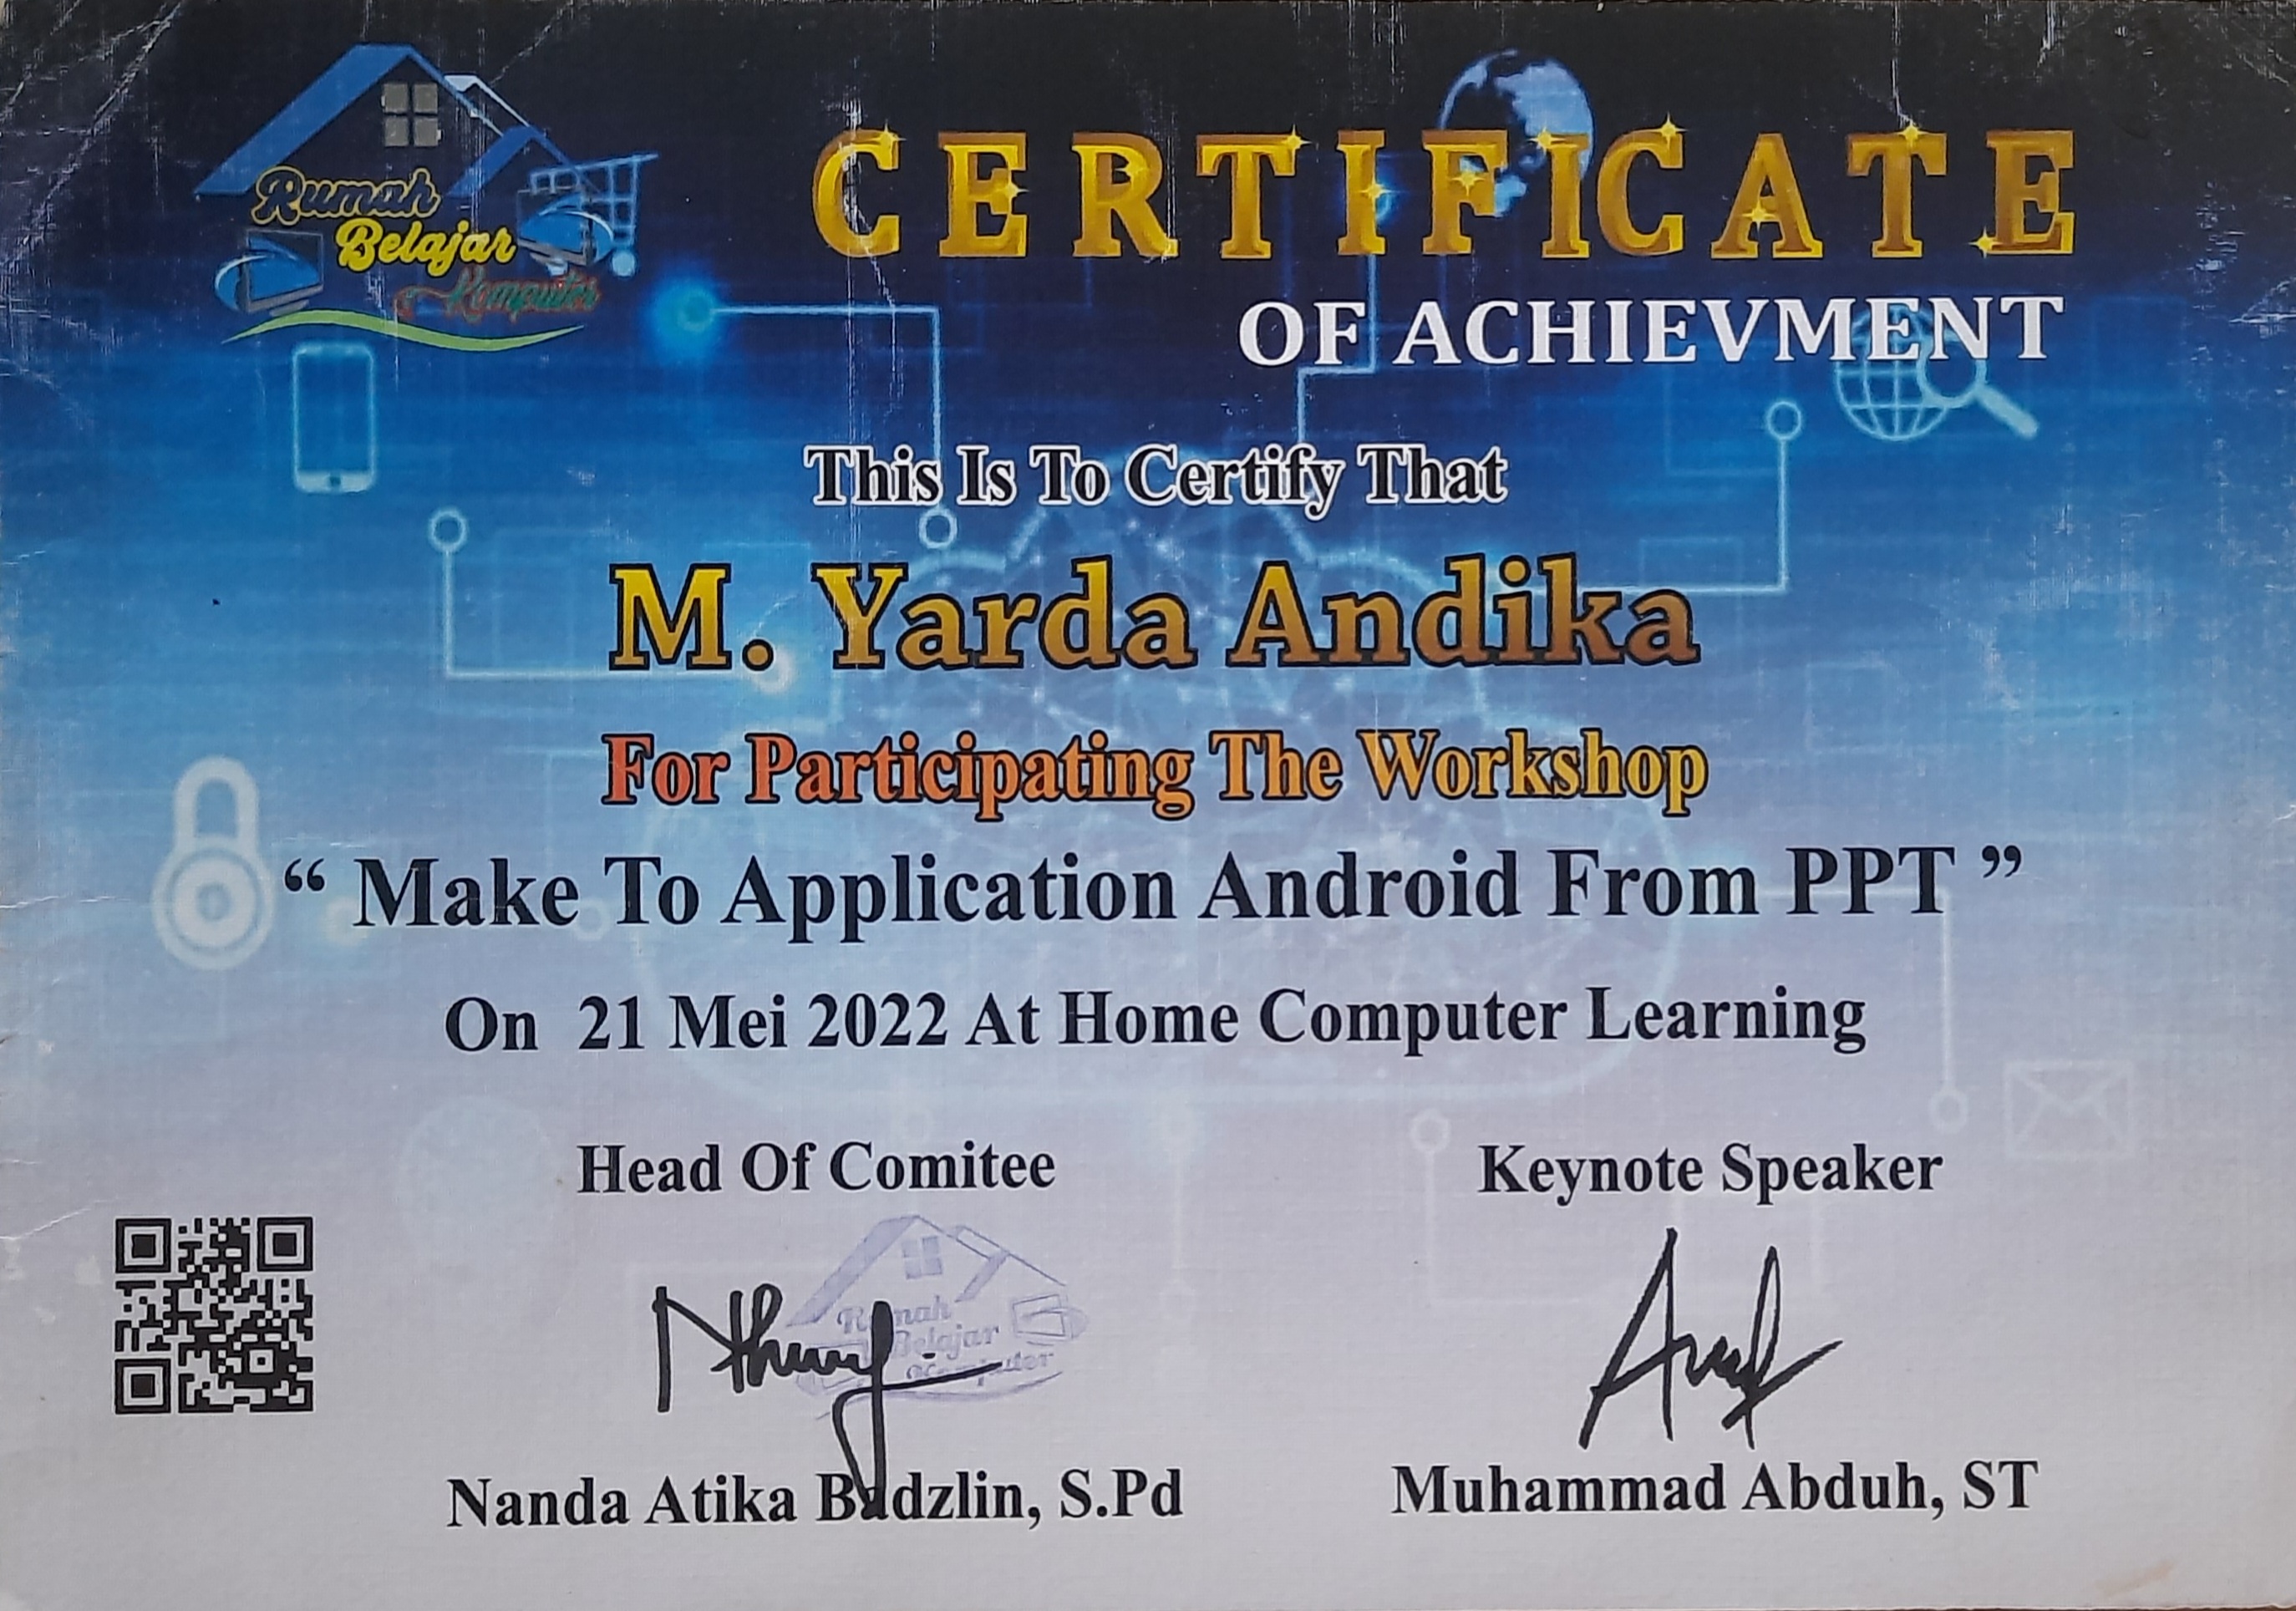 Rumah
Belajar
Komputer
CERTIFICATE
OF ACHIEVMENT
This Is To Certify That
M. Yarda Andika
For Participating The Workshop
“ Make To Application Android From PPT ”
On 21 Mei 2022 At Home Computer Learning
Head Of Comitee
Keynote Speaker
Rumah
Belajar
Komputer
Nanda Atika Badzlin, S.Pd
Muhammad Abduh, ST